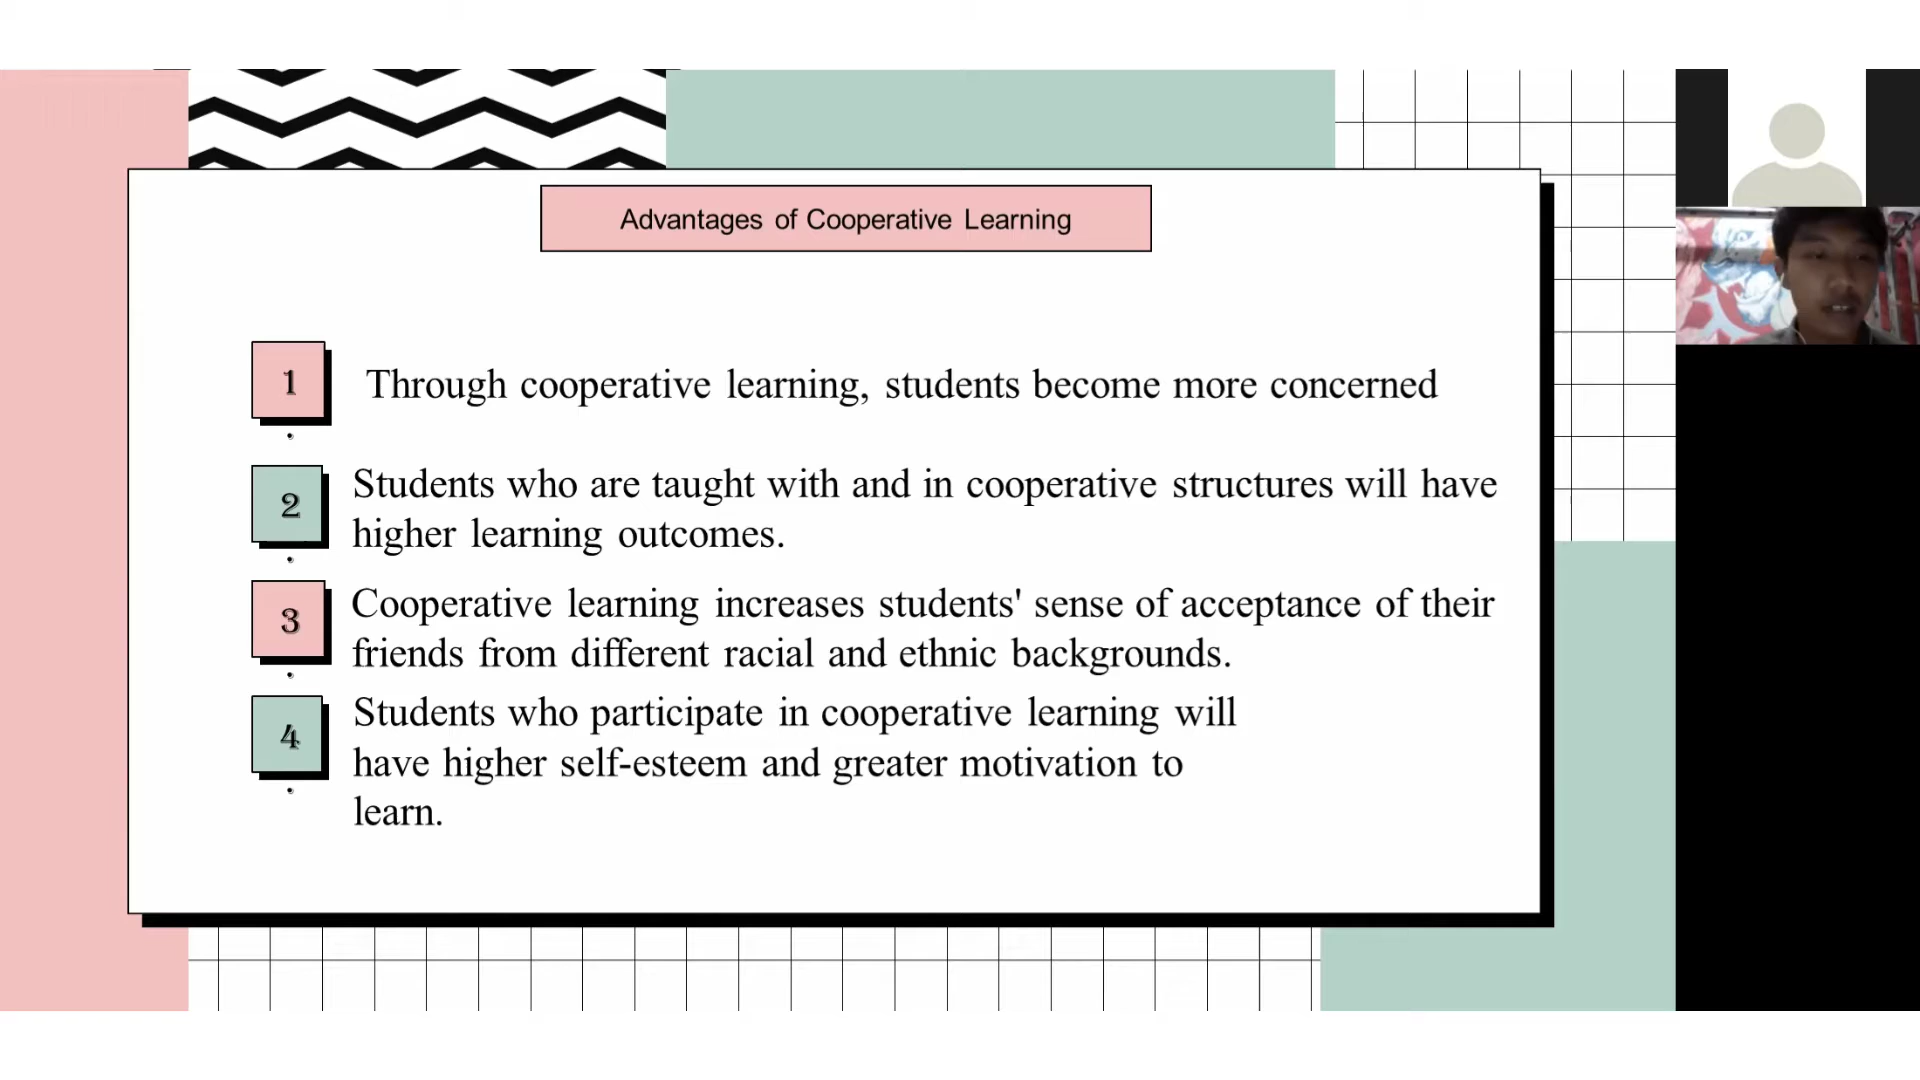 Advantages of Cooperative Learning
1
Through cooperative learning, students become more concerned
.
2
Students who are taught with and in cooperative structures will have
higher learning outcomes.
.
3
Cooperative learning increases students' sense of acceptance of their
friends from different racial and ethnic backgrounds.
.
4
Students who participate in cooperative learning will
have higher self-esteem and greater motivation to
learn.
.